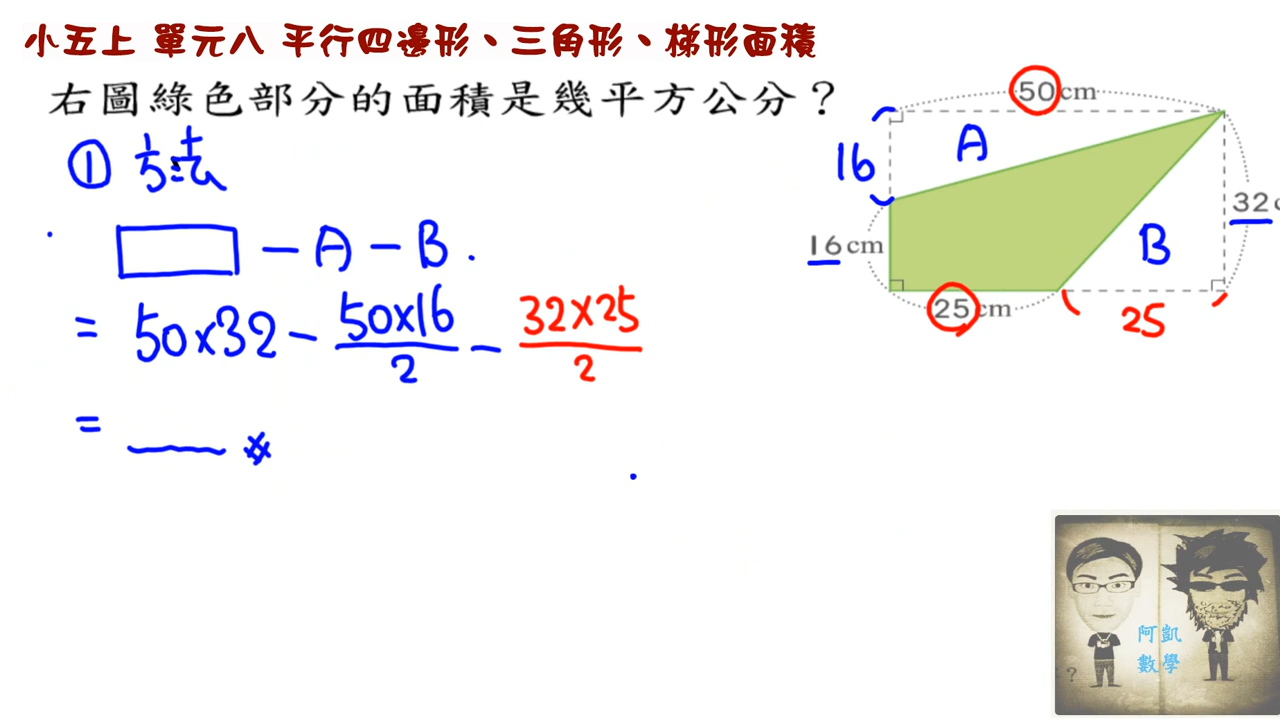 小五上 單元八 平行四邊形、三角形、梯形面積
右圖綠色部分的面積是幾平方公分？
① 方法
- A - B .
= 50×32 - 50×16/2 - 32×25/2
=
50cm
A
16
32c
16cm
B
25cm
25
阿凱
數學
?